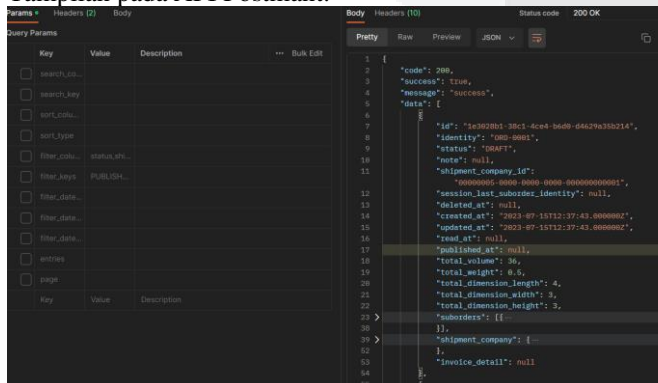 Tampilan pada API Postman.
Params Headers (2) Body
Query Params
Key Value Description ... Bulk Edit
search_co...
search_key
sort_colu...
sort_type
filter_colu... status,shi...
filter_keys PUBLISH...
filter_date...
filter_date...
filter_date...
entries
page
Key Value Description
Body Headers (10) Status code 200 OK
Pretty Raw Preview JSON
1 {
2 "code": 200,
3 "success": true,
4 "message": "success",
5 "data": [
6 {
7 "id": "1e3028b1-38c1-4ce4-b6d0-d4629a35b214",
8 "identity": "ORD-0001",
9 "status": "DRAFT",
10 "note": null,
11 "shipment_company_id":
"00000005-0000-0000-0000-000000000001",
12 "session_last_suborder_identity": null,
13 "deleted_at": null,
14 "created_at": "2023-07-15T12:37:43.000000Z",
15 "updated_at": "2023-07-15T12:37:43.000000Z",
16 "read_at": null,
17 "published_at": null,
18 "total_volume": 36,
19 "total_weight": 0.5,
20 "total_dimension_length": 4,
21 "total_dimension_width": 3,
22 "total_dimension_height": 3,
23 "suborders": [{--
38 }],
39 "shipment_company": {--
52 },
53 "invoice_detail": null
54 },